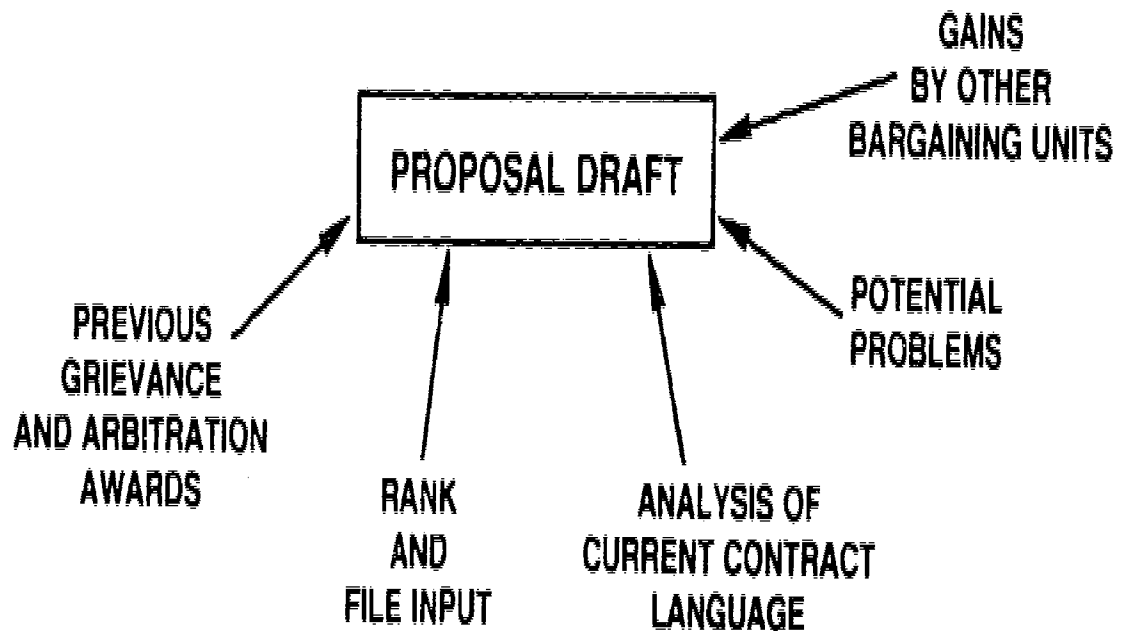 GAINS
BY OTHER
BARGAINING UNITS
PROPOSAL DRAFT
POTENTIAL
PROBLEMS
PREVIOUS
GRIEVANCE
AND ARBITRATION
AWARDS
RANK
AND
FILE INPUT
ANALYSIS OF
CURRENT CONTRACT
LANGUAGE